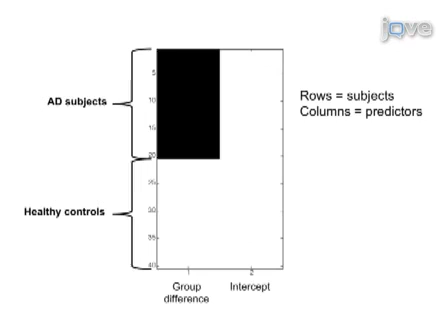 jove
AD subjects
Healthy controls
5
10
15
20
25
30
35
40
Rows = subjects
Columns = predictors
1
2
Group
difference
Intercept